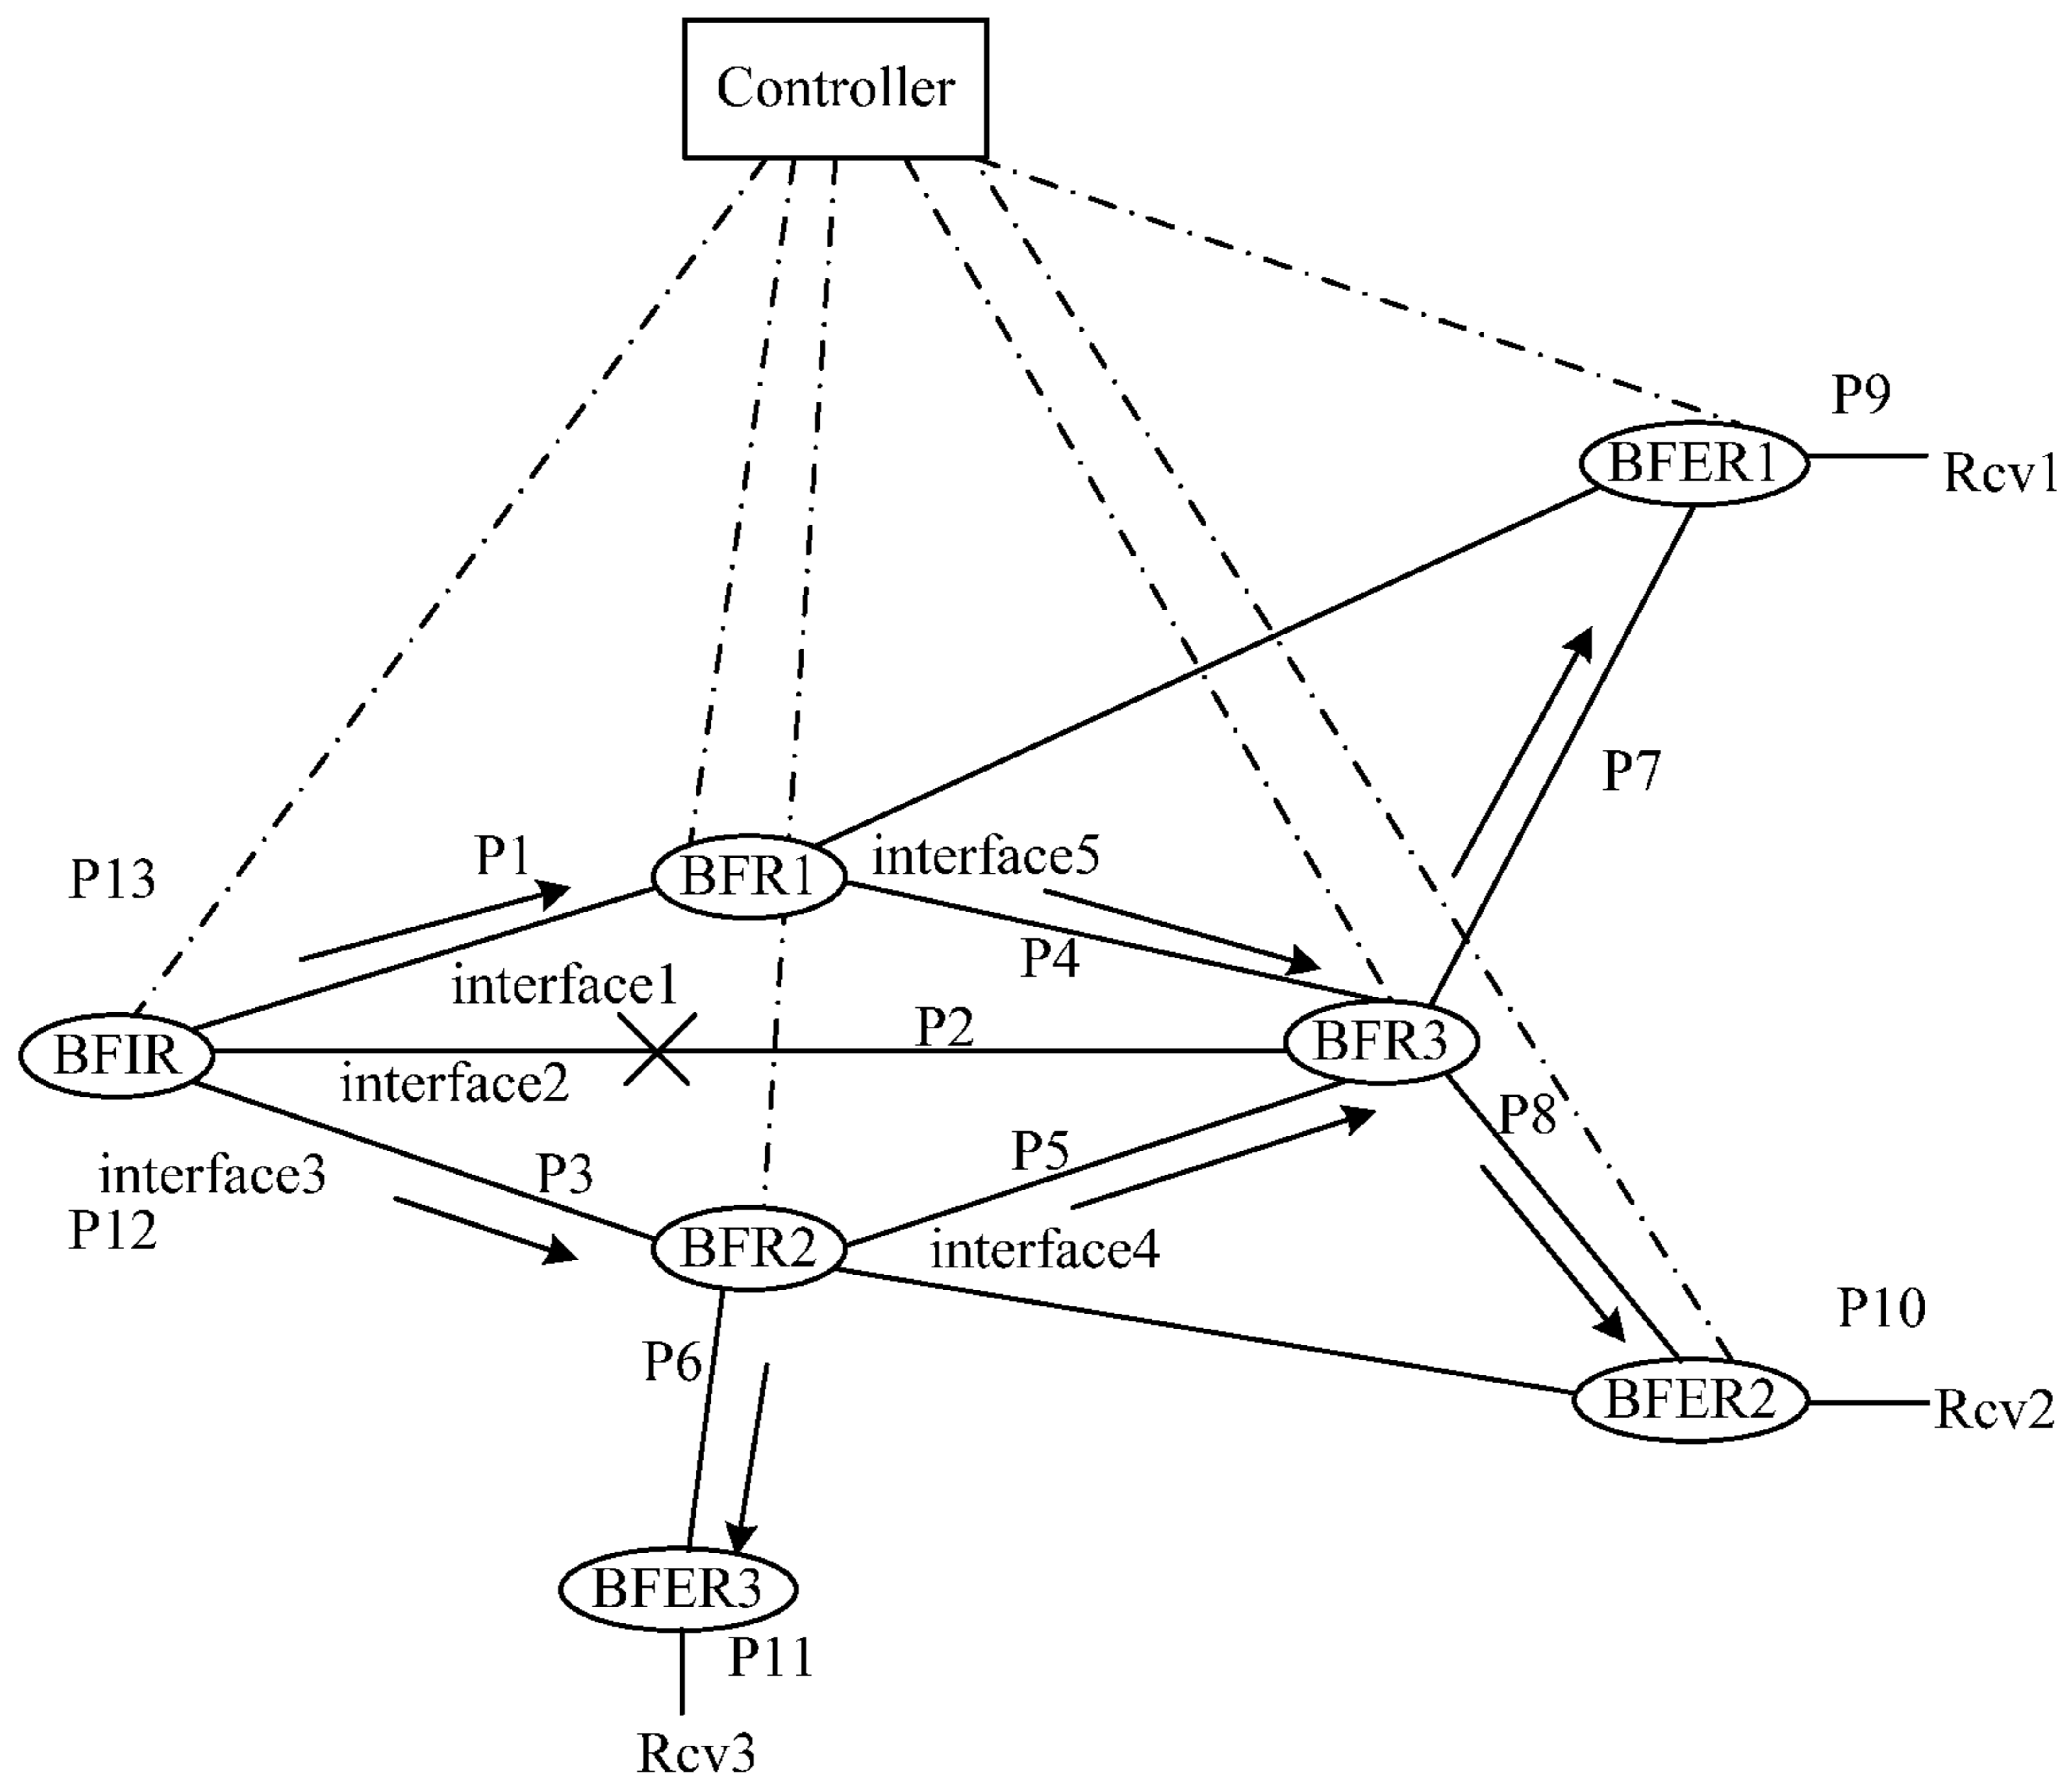 Controller
P9
BFER1
Rcv1
P7
P1
BFR1
interface5
P13
P4
interface1
P2
BFIR
BFR3
interface2
P8
P5
interface3
P3
P12
BFR2
interface4
P10
P6
BFER2
Rcv2
BFER3
P11
Rcv3